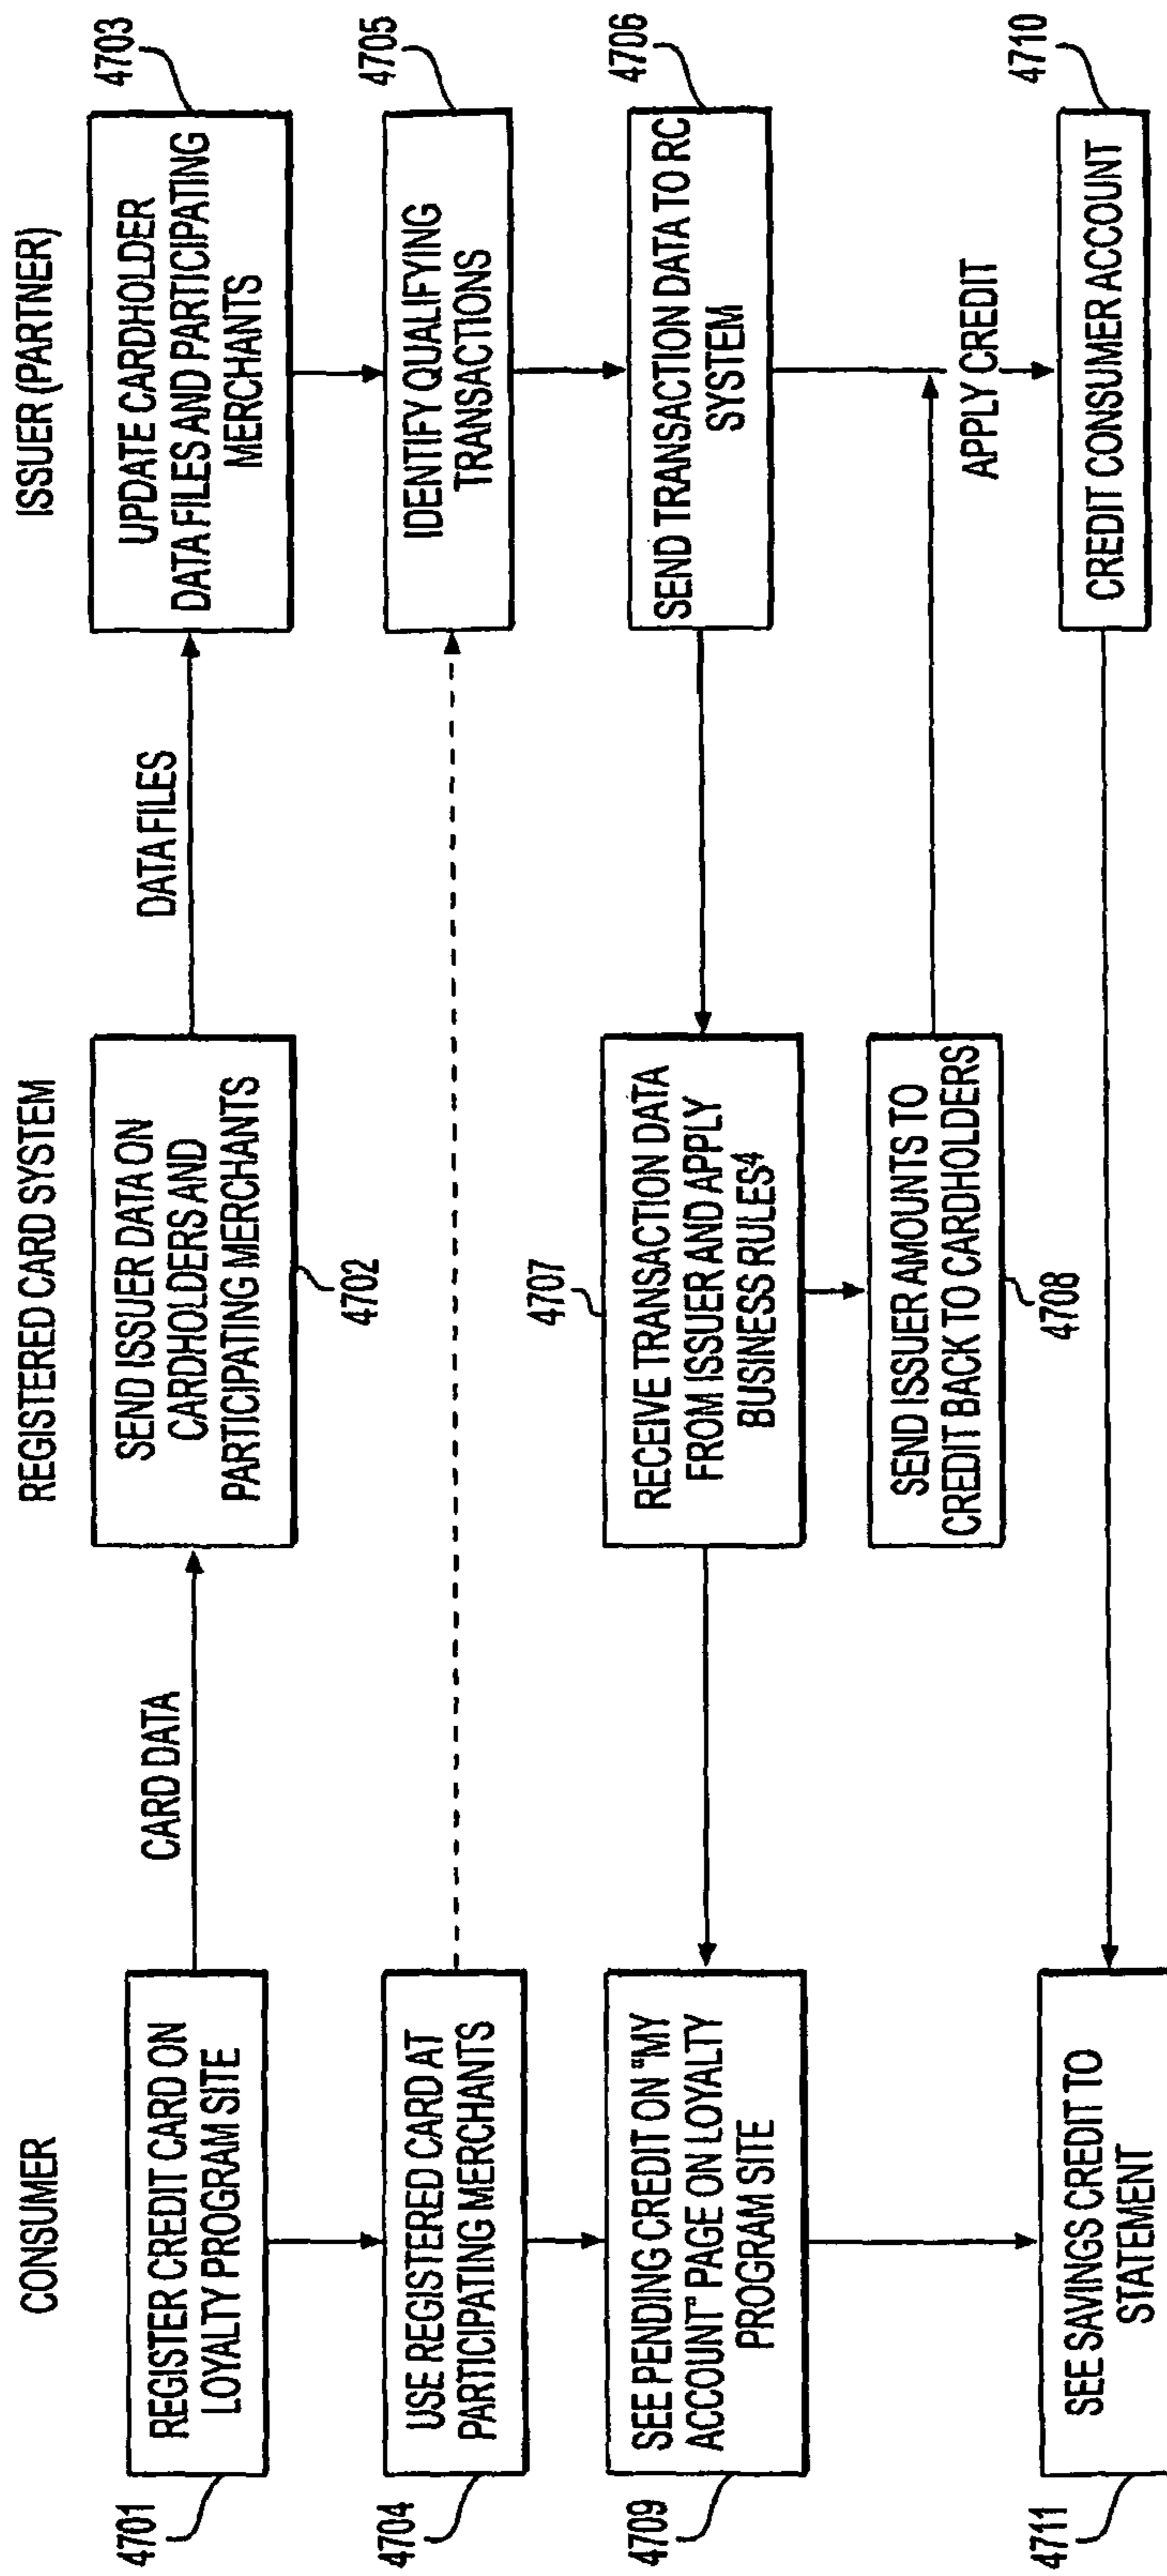 CONSUMER
REGISTERED CARD SYSTEM
ISSUER (PARTNER)
4701
REGISTER CREDIT CARD ON
LOYALTY PROGRAM SITE
CARD DATA
SEND ISSUER DATA ON
CARDHOLDERS AND
PARTICIPATING MERCHANTS
4702
DATA FILES
UPDATE CARDHOLDER
DATA FILES AND PARTICIPATING
MERCHANTS
4703
4704
USE REGISTERED CARD AT
PARTICIPATING MERCHANTS
IDENTIFY QUALIFYING
TRANSACTIONS
4705
4709
SEE PENDING CREDIT ON "MY
ACCOUNT" PAGE ON LOYALTY
PROGRAM SITE
4707
RECEIVE TRANSACTION DATA
FROM ISSUER AND APPLY
BUSINESS RULES⁴
SEND TRANSACTION DATA TO RC
SYSTEM
4706
SEND ISSUER AMOUNTS TO
CREDIT BACK TO CARDHOLDERS
4708
APPLY CREDIT
4711
SEE SAVINGS CREDIT TO
STATEMENT
CREDIT CONSUMER ACCOUNT
4710